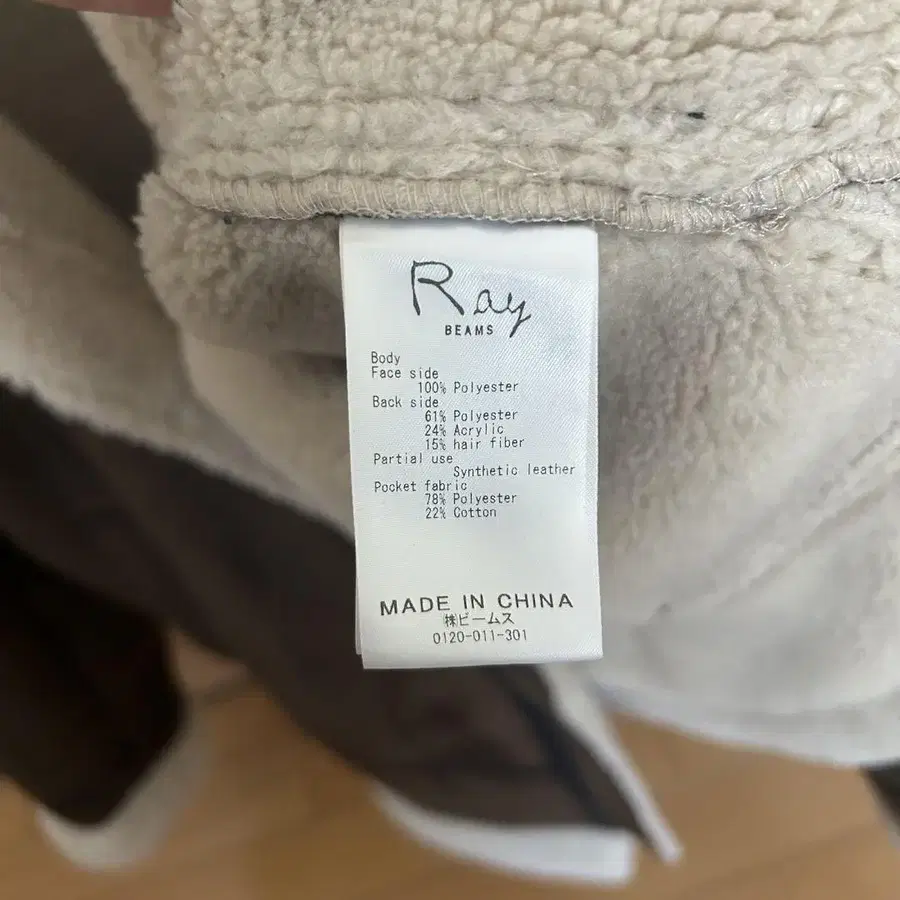 Ray
BEAMS
Body
Face side
100% Polyester
Back side
61% Polyester
24% Acrylic
15% hair fiber
Partial use
Synthetic leather
Pocket fabric
78% Polyester
22% Cotton
MADE IN CHINA
㈱ビームス
0120-011-301